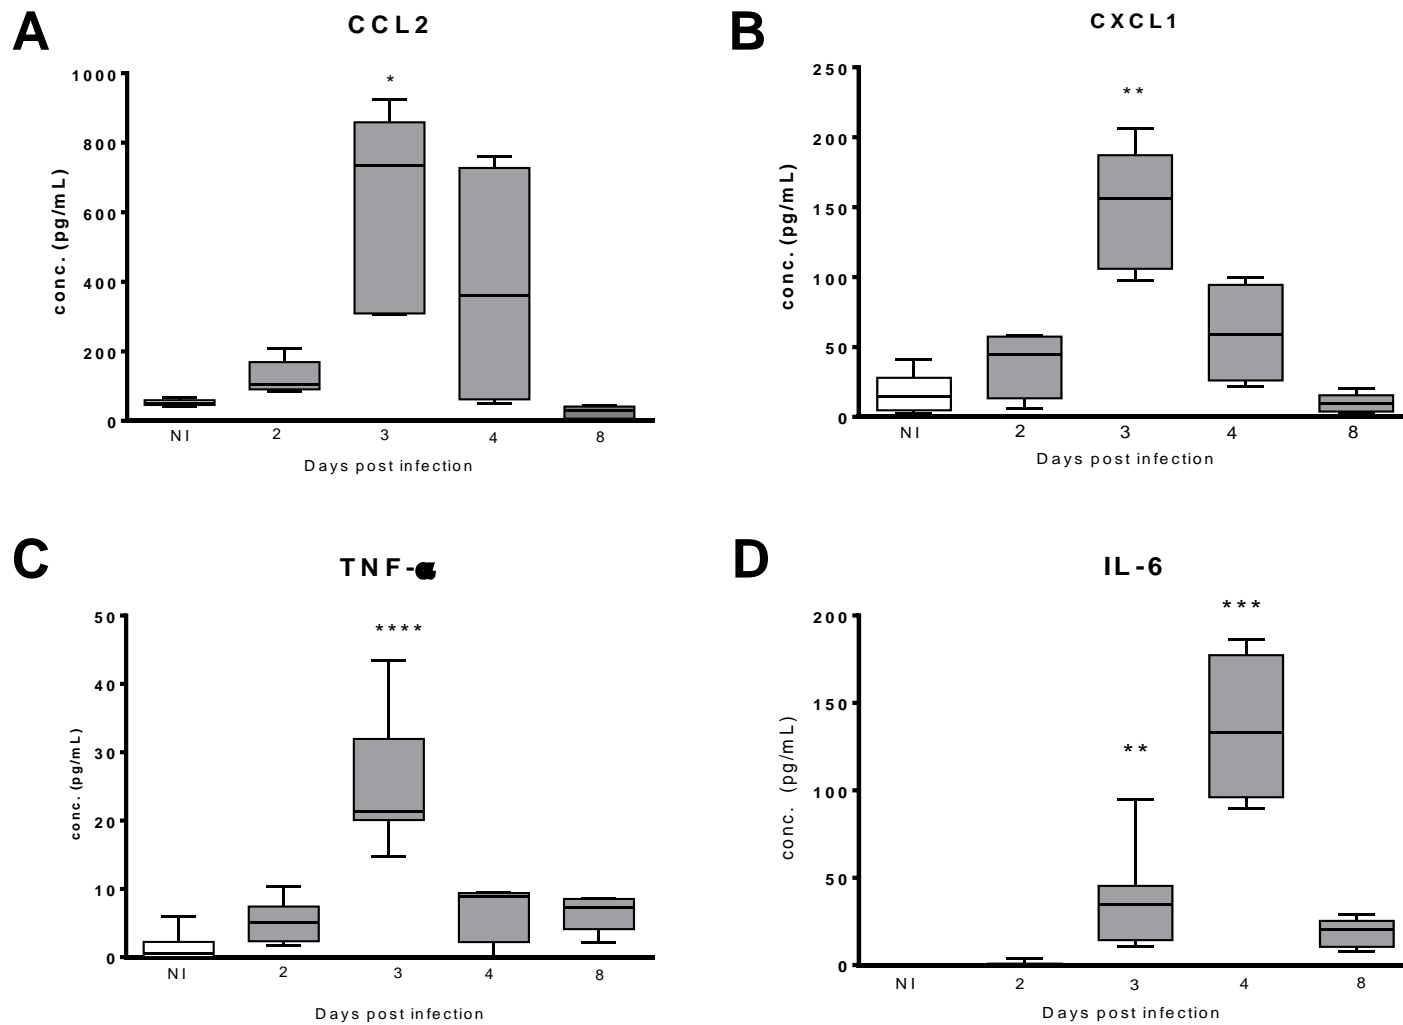 A
CCL2
*
1000
800
600
400
200
0
conc. (pg/mL)
NI 2 3 4 8
Days post infection
B
CXCL1
**
250
200
150
100
50
0
conc. (pg/mL)
NI 2 3 4 8
Days post infection
C
TNF-α
****
50
40
30
20
10
0
conc. (pg/mL)
NI 2 3 4 8
Days post infection
D
IL-6
***
**
200
150
100
50
0
conc. (pg/mL)
NI 2 3 4 8
Days post infection